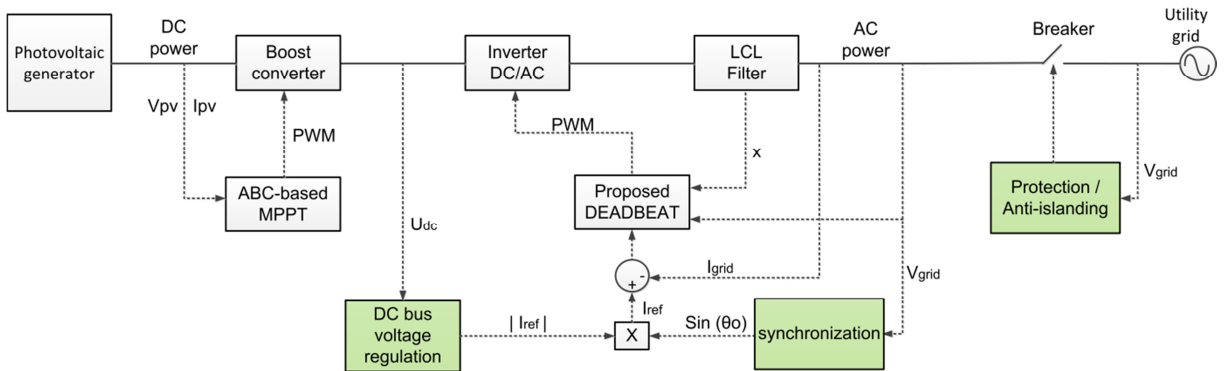 Photovoltaic
generator
DC
power
Vpv
Ipv
Boost
converter
PWM
ABC-based
MPPT
Udc
DC bus
voltage
regulation
| Iref |
X
Iref
+
-
Inverter
DC/AC
PWM
Proposed
DEADBEAT
LCL
Filter
x
Igrid
Sin (θo)
synchronization
Vgrid
AC
power
Breaker
Protection /
Anti-islanding
Vgrid
Utility
grid